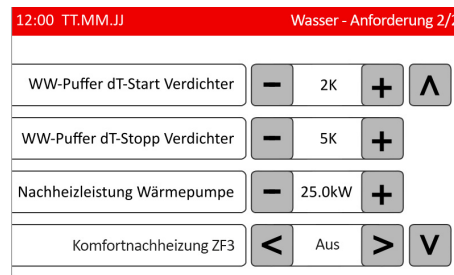 12:00 TT.MM.JJ Wasser - Anforderung 2/2
WW-Puffer dT-Start Verdichter − 2K + Λ
WW-Puffer dT-Stopp Verdichter − 5K +
Nachheizleistung Wärmepumpe − 25.0kW +
Komfortnachheizung ZF3 < Aus > V